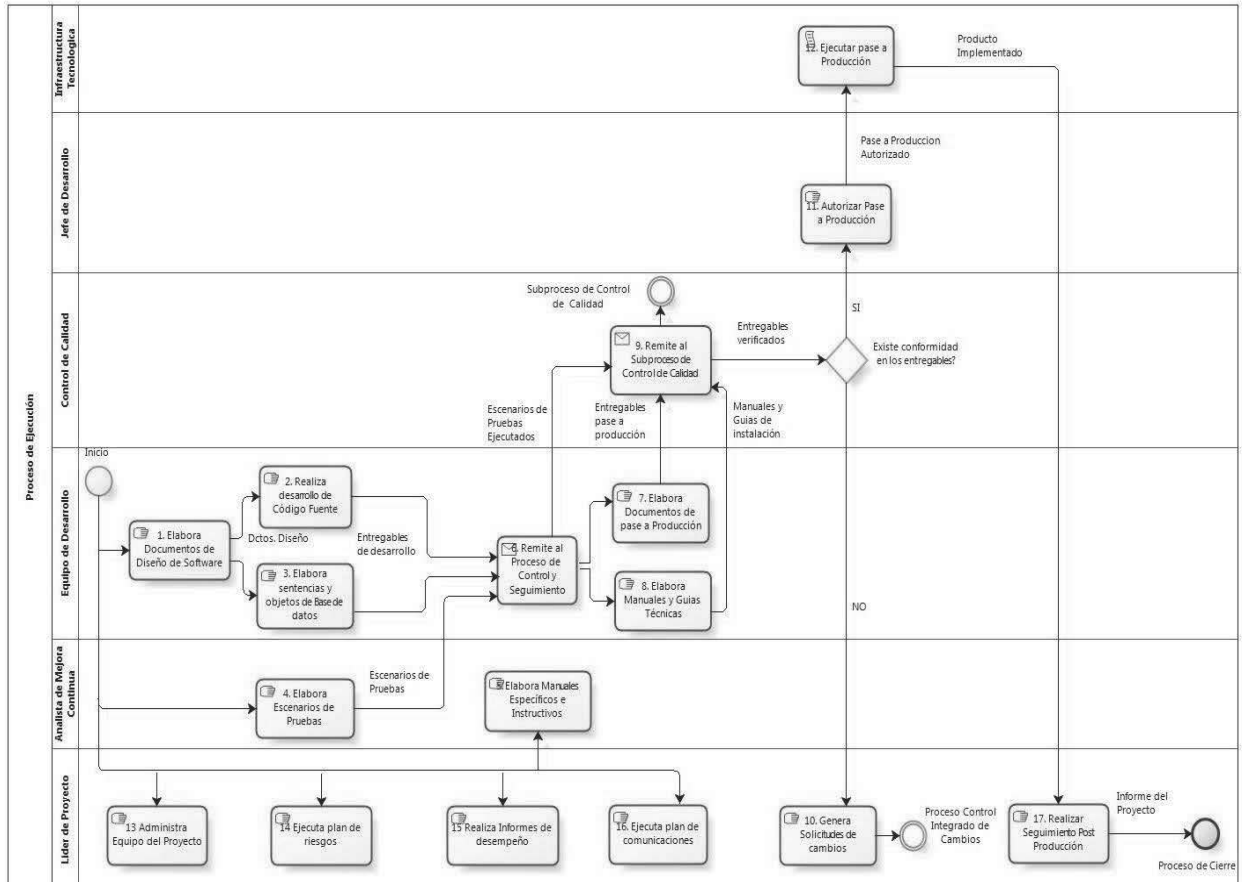 Proceso de Ejecución
Infraestructura
Tecnologica
12. Ejecutar pase a
Producción
Producto
Implementado
Jefe de Desarrollo
Pase a Produccion
Autorizado
11. Autorizar Pase
a Producción
Control de Calidad
Subproceso de Control
de Calidad
9. Remite al
Subproceso de
Control de Calidad
Entregables
verificados
SI
Existe conformidad
en los entregables?
Escenarios de
Pruebas
Ejecutados
Entregables
pase a
producción
Manuales y
Guias de
instalación
Equipo de Desarrollo
Inicio
1. Elabora
Documentos de
Diseño de Software
2. Realiza
desarrollo de
Código Fuente
Dctos. Diseño
Entregables
de desarrollo
3. Elabora
sentencias y
objetos de Base de
datos
6. Remite al
Proceso de
Control y
Seguimiento
7. Elabora
Documentos de
pase a Producción
8. Elabora
Manuales y Guias
Técnicas
NO
Analista de Mejora
Continua
4. Elabora
Escenarios de
Pruebas
Escenarios de
Pruebas
Elabora Manuales
Específicos e
Instructivos
Lider de Proyecto
13 Administra
Equipo del Proyecto
14 Ejecuta plan de
riesgos
15 Realiza Informes de
desempeño
16. Ejecuta plan de
comunicaciones
10. Genera
Solicitudes de
cambios
Proceso Control
Integrado de
Cambios
17. Realizar
Seguimiento Post
Producción
Informe del
Proyecto
Proceso de Cierre